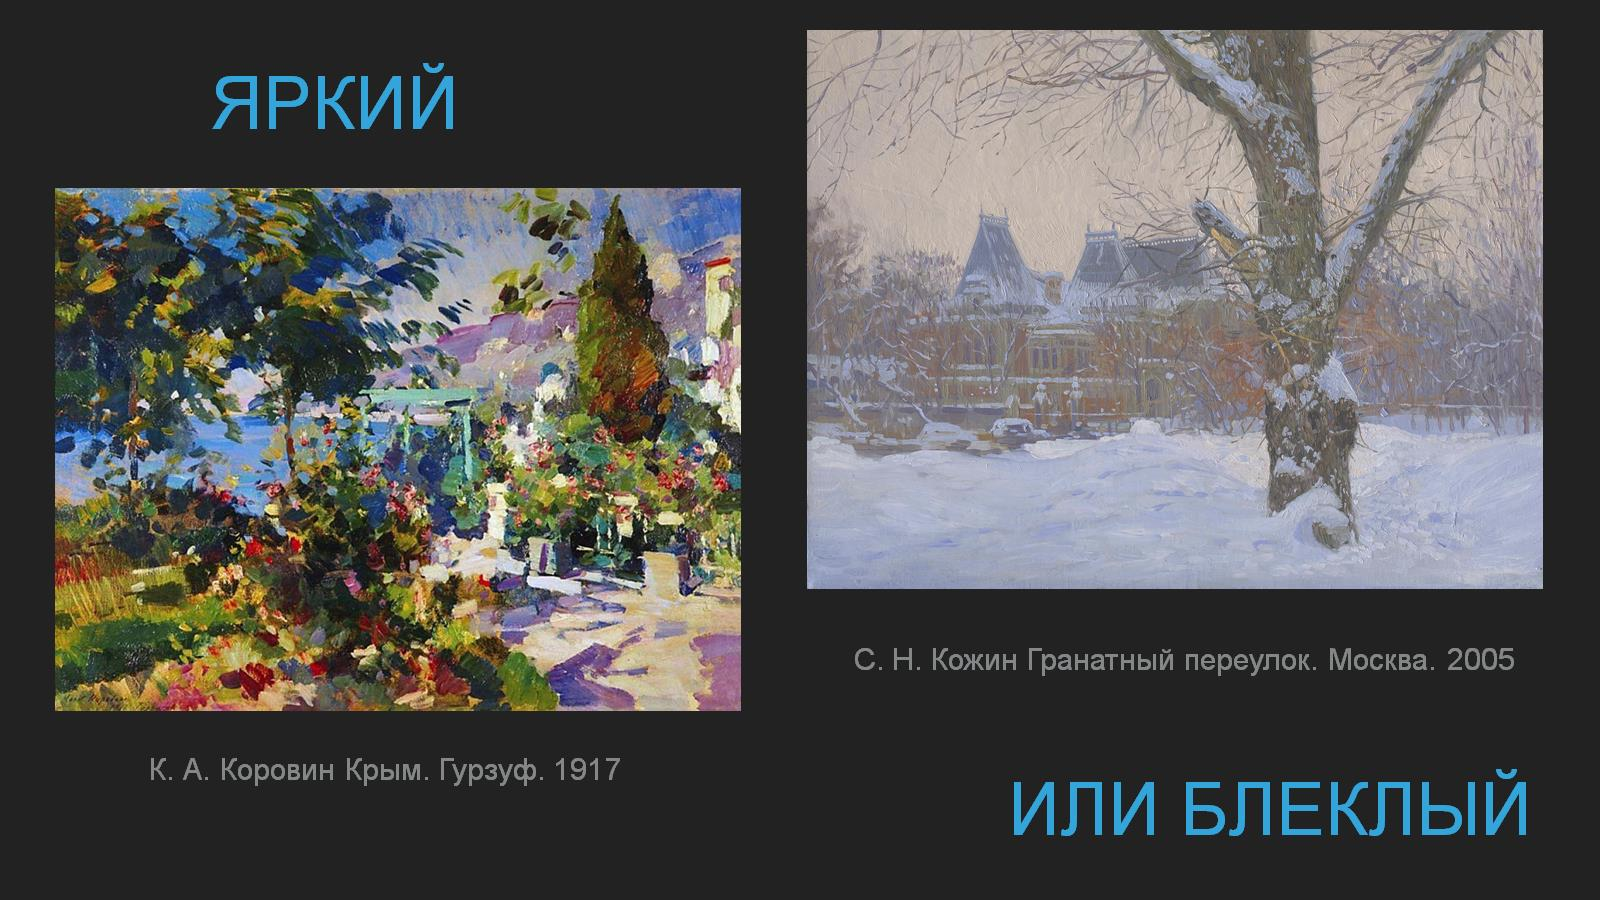 ЯРКИЙ
К. А. Коровин Крым. Гурзуф. 1917
С. Н. Кожин Гранатный переулок. Москва. 2005
ИЛИ БЛЕКЛЫЙ